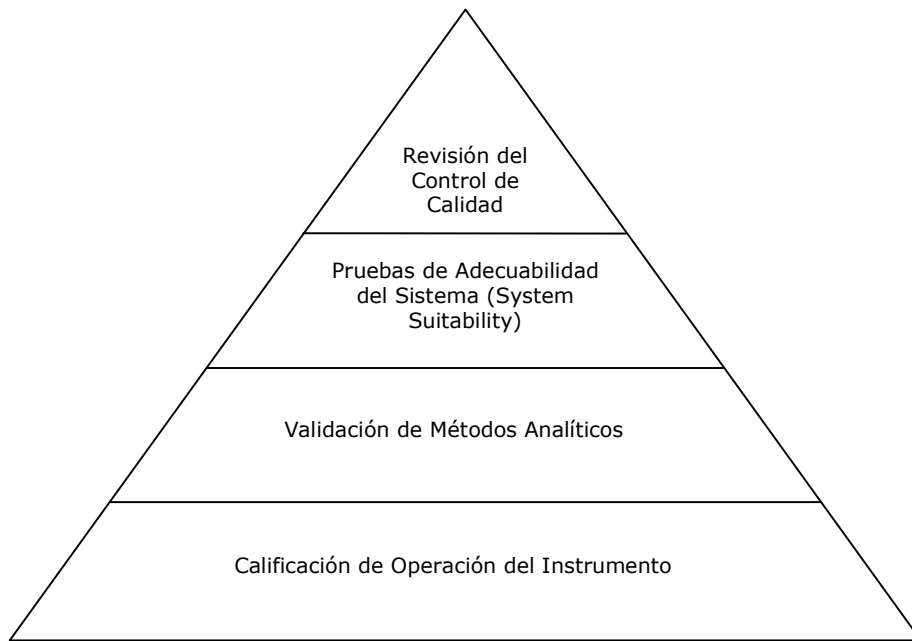 Revisión del
Control de
Calidad
Pruebas de Adecuabilidad
del Sistema (System
Suitability)
Validación de Métodos Analíticos
Calificación de Operación del Instrumento